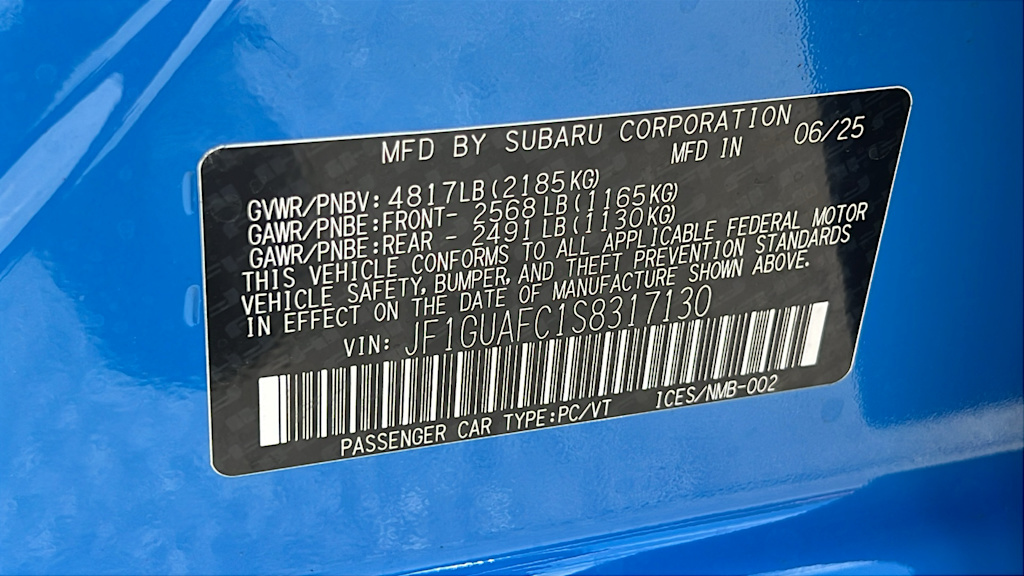 MFD BY SUBARU CORPORATION
MFD IN 06/25
GVWR/PNBV: 4817LB(2185KG)
GAWR/PNBE:FRONT- 2568LB(1165KG)
GAWR/PNBE:REAR - 2491LB(1130KG)
THIS VEHICLE CONFORMS TO ALL APPLICABLE FEDERAL MOTOR
VEHICLE SAFETY,BUMPER,AND THEFT PREVENTION STANDARDS
IN EFFECT ON THE DATE OF MANUFACTURE SHOWN ABOVE.
VIN: JF1GUAFC1S8317130
PASSENGER CAR TYPE:PC/VT ICES/NMB-002